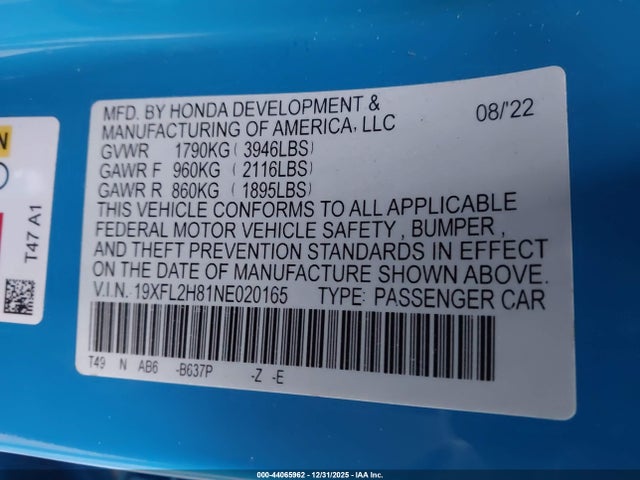 MFD. BY HONDA DEVELOPMENT &
MANUFACTURING OF AMERICA, LLC 08/'22
GVWR 1790KG ( 3946LBS )
GAWR F 960KG ( 2116LBS )
GAWR R 860KG ( 1895LBS )
THIS VEHICLE CONFORMS TO ALL APPLICABLE
FEDERAL MOTOR VEHICLE SAFETY , BUMPER ,
AND THEFT PREVENTION STANDARDS IN EFFECT
ON THE DATE OF MANUFACTURE SHOWN ABOVE.
V.I.N. 19XFL2H81NE020165 TYPE: PASSENGER CAR
T49 N AB6 -B637P -Z -E
T47 A1
000-44065962 - 12/31/2025 - IAA Inc.